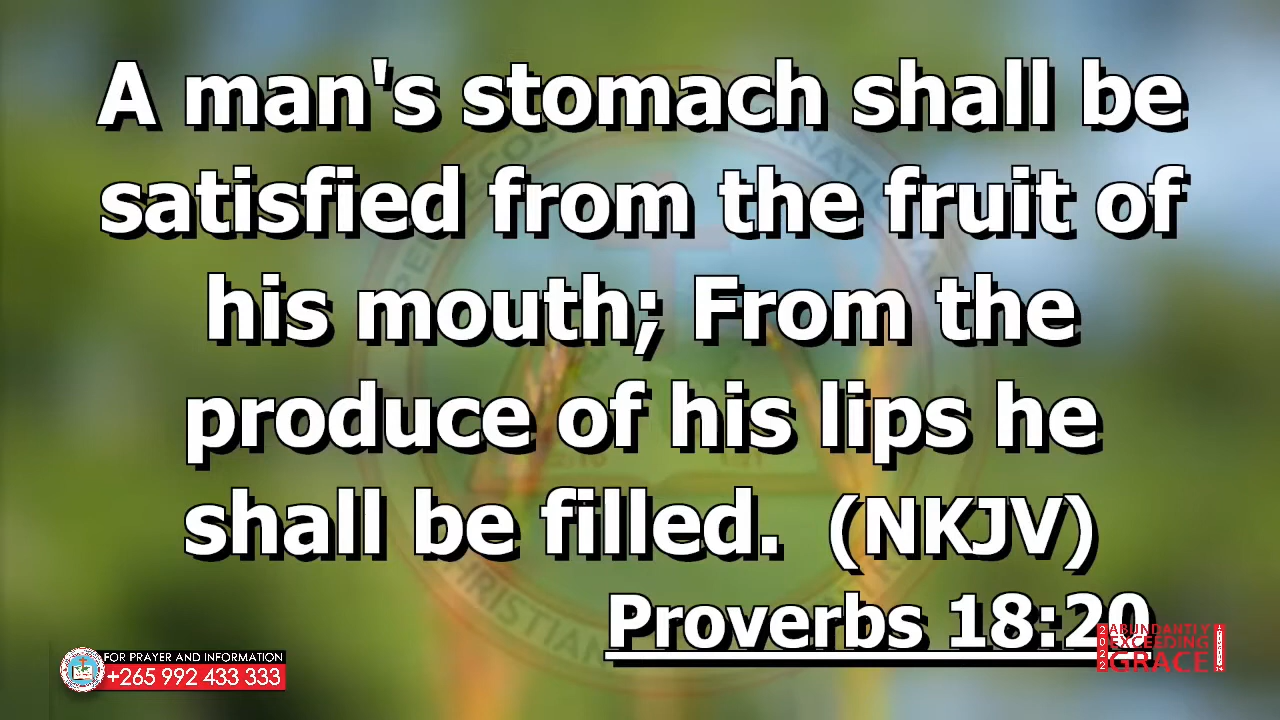 A man's stomach shall be
satisfied from the fruit of
his mouth; From the
produce of his lips he
shall be filled. (NKJV)
Proverbs 18:20
FOR PRAYER AND INFORMATION
+265 992 433 333
2022
ABUNDANTLY
EXCEEDING
GRACE